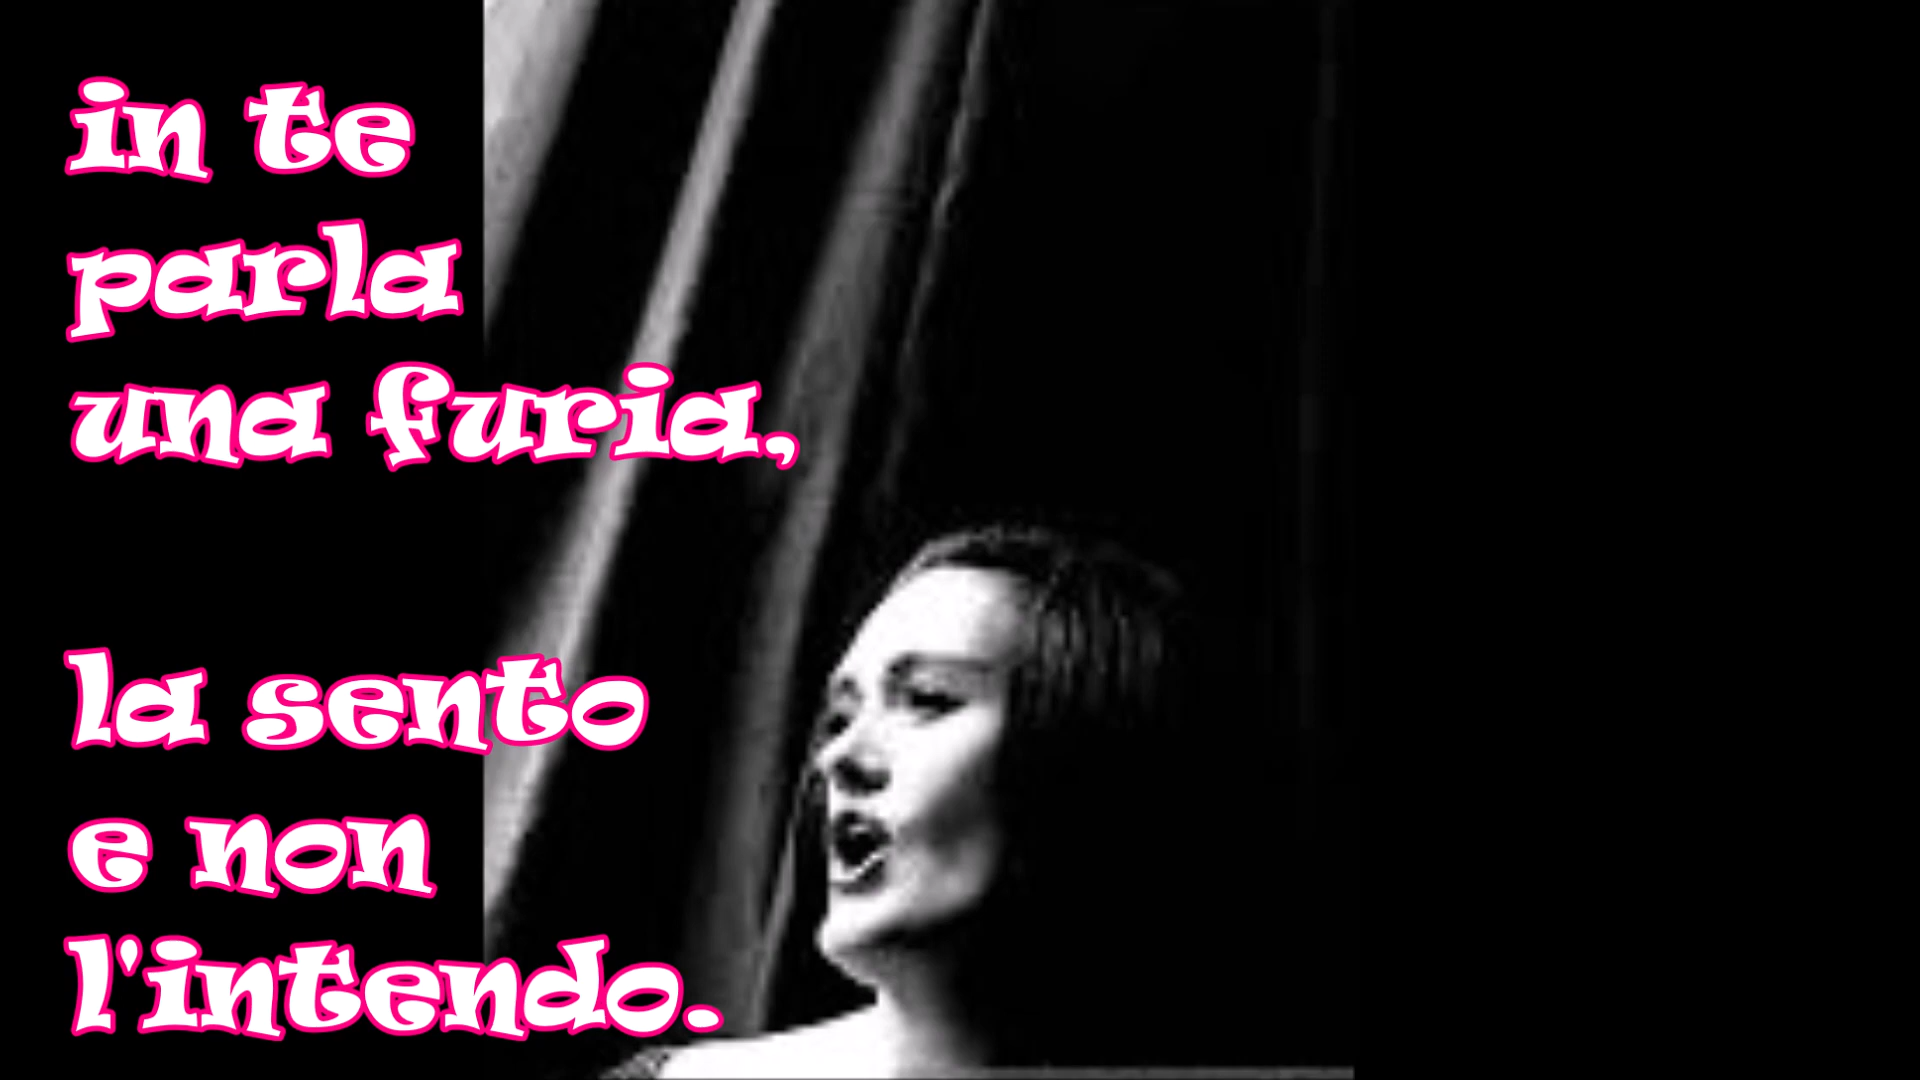 in te
parla
una furia,
la sento
e non
l'intendo.